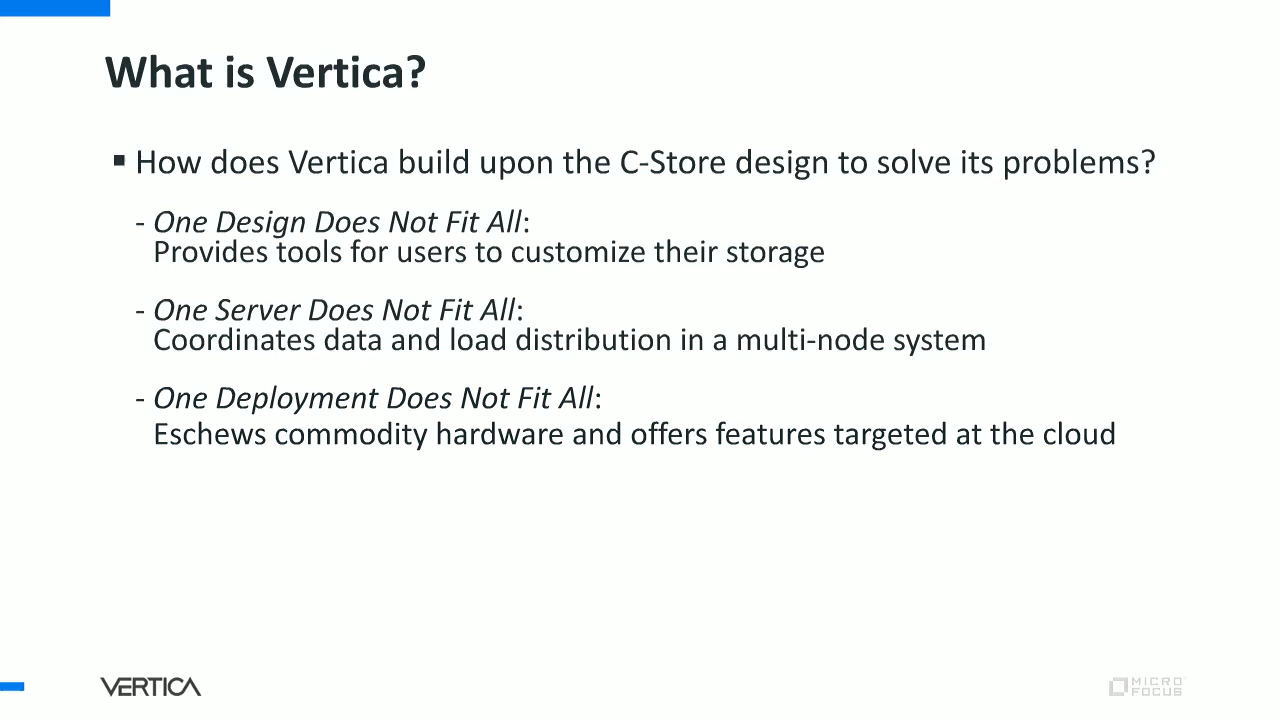 What is Vertica?
▪ How does Vertica build upon the C-Store design to solve its problems?
- One Design Does Not Fit All:
Provides tools for users to customize their storage
- One Server Does Not Fit All:
Coordinates data and load distribution in a multi-node system
- One Deployment Does Not Fit All:
Eschews commodity hardware and offers features targeted at the cloud
VERTICA
MICRO
FOCUS